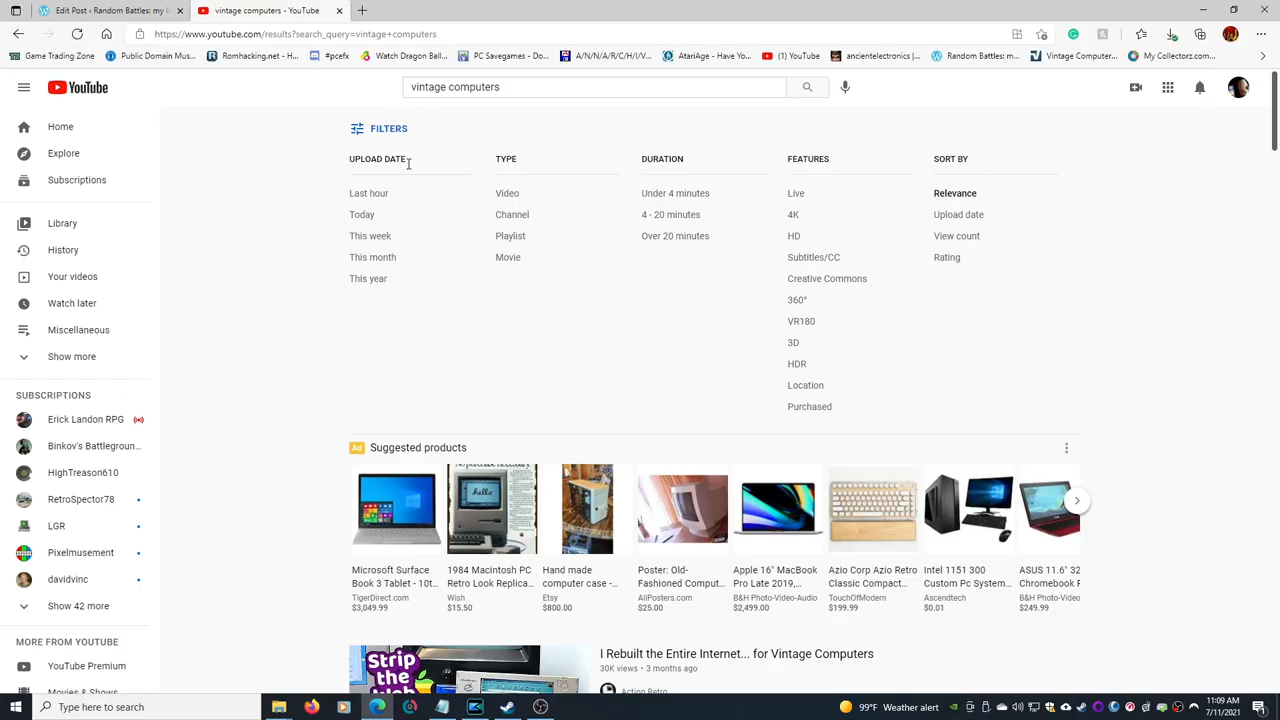 Edit Post ‹ Random Battles: my l
vintage computers - YouTube
https://www.youtube.com/results?search_query=vintage+computers
Game Trading Zone
Public Domain Mus...
Romhacking.net - H...
#pcefx
Watch Dragon Ball...
PC Savegames - Do...
A/N/N/A/R/C/H/I/V...
AtariAge - Have Yo...
(1) YouTube
ancientelectronics |...
Random Battles: m...
Vintage Computer...
My Collectorz.com...
YouTube
vintage computers
Home
Explore
Subscriptions
Library
History
Your videos
Watch later
Miscellaneous
Show more
SUBSCRIPTIONS
Erick Landon RPG
Binkov's Battlegroun...
HighTreason610
RetroSpector78
LGR
Pixelmusement
davidvinc
Show 42 more
MORE FROM YOUTUBE
YouTube Premium
Movies & Shows
FILTERS
UPLOAD DATE
Last hour
Today
This week
This month
This year
TYPE
Video
Channel
Playlist
Movie
DURATION
Under 4 minutes
4 - 20 minutes
Over 20 minutes
FEATURES
Live
4K
HD
Subtitles/CC
Creative Commons
360°
VR180
3D
HDR
Location
Purchased
SORT BY
Relevance
Upload date
View count
Rating
Ad Suggested products
hello
Microsoft Surface
Book 3 Tablet - 10t...
TigerDirect.com
$3,049.99
1984 Macintosh PC
Retro Look Replica...
Wish
$15.50
Hand made
computer case -...
Etsy
$800.00
Poster: Old-
Fashioned Comput...
AllPosters.com
$25.00
Apple 16" MacBook
Pro Late 2019,...
B&H Photo-Video-Audio
$2,499.00
Azio Corp Azio Retro
Classic Compact...
TouchOfModern
$199.99
Intel 1151 300
Custom Pc System...
Ascendtech
$0.01
ASUS 11.6" 32
Chromebook F
B&H Photo-Video
$249.99
Strip
the
Web
I Rebuilt the Entire Internet... for Vintage Computers
30K views • 3 months ago
Action Retro
Type here to search
99°F Weather alert
11:09 AM
7/11/2021